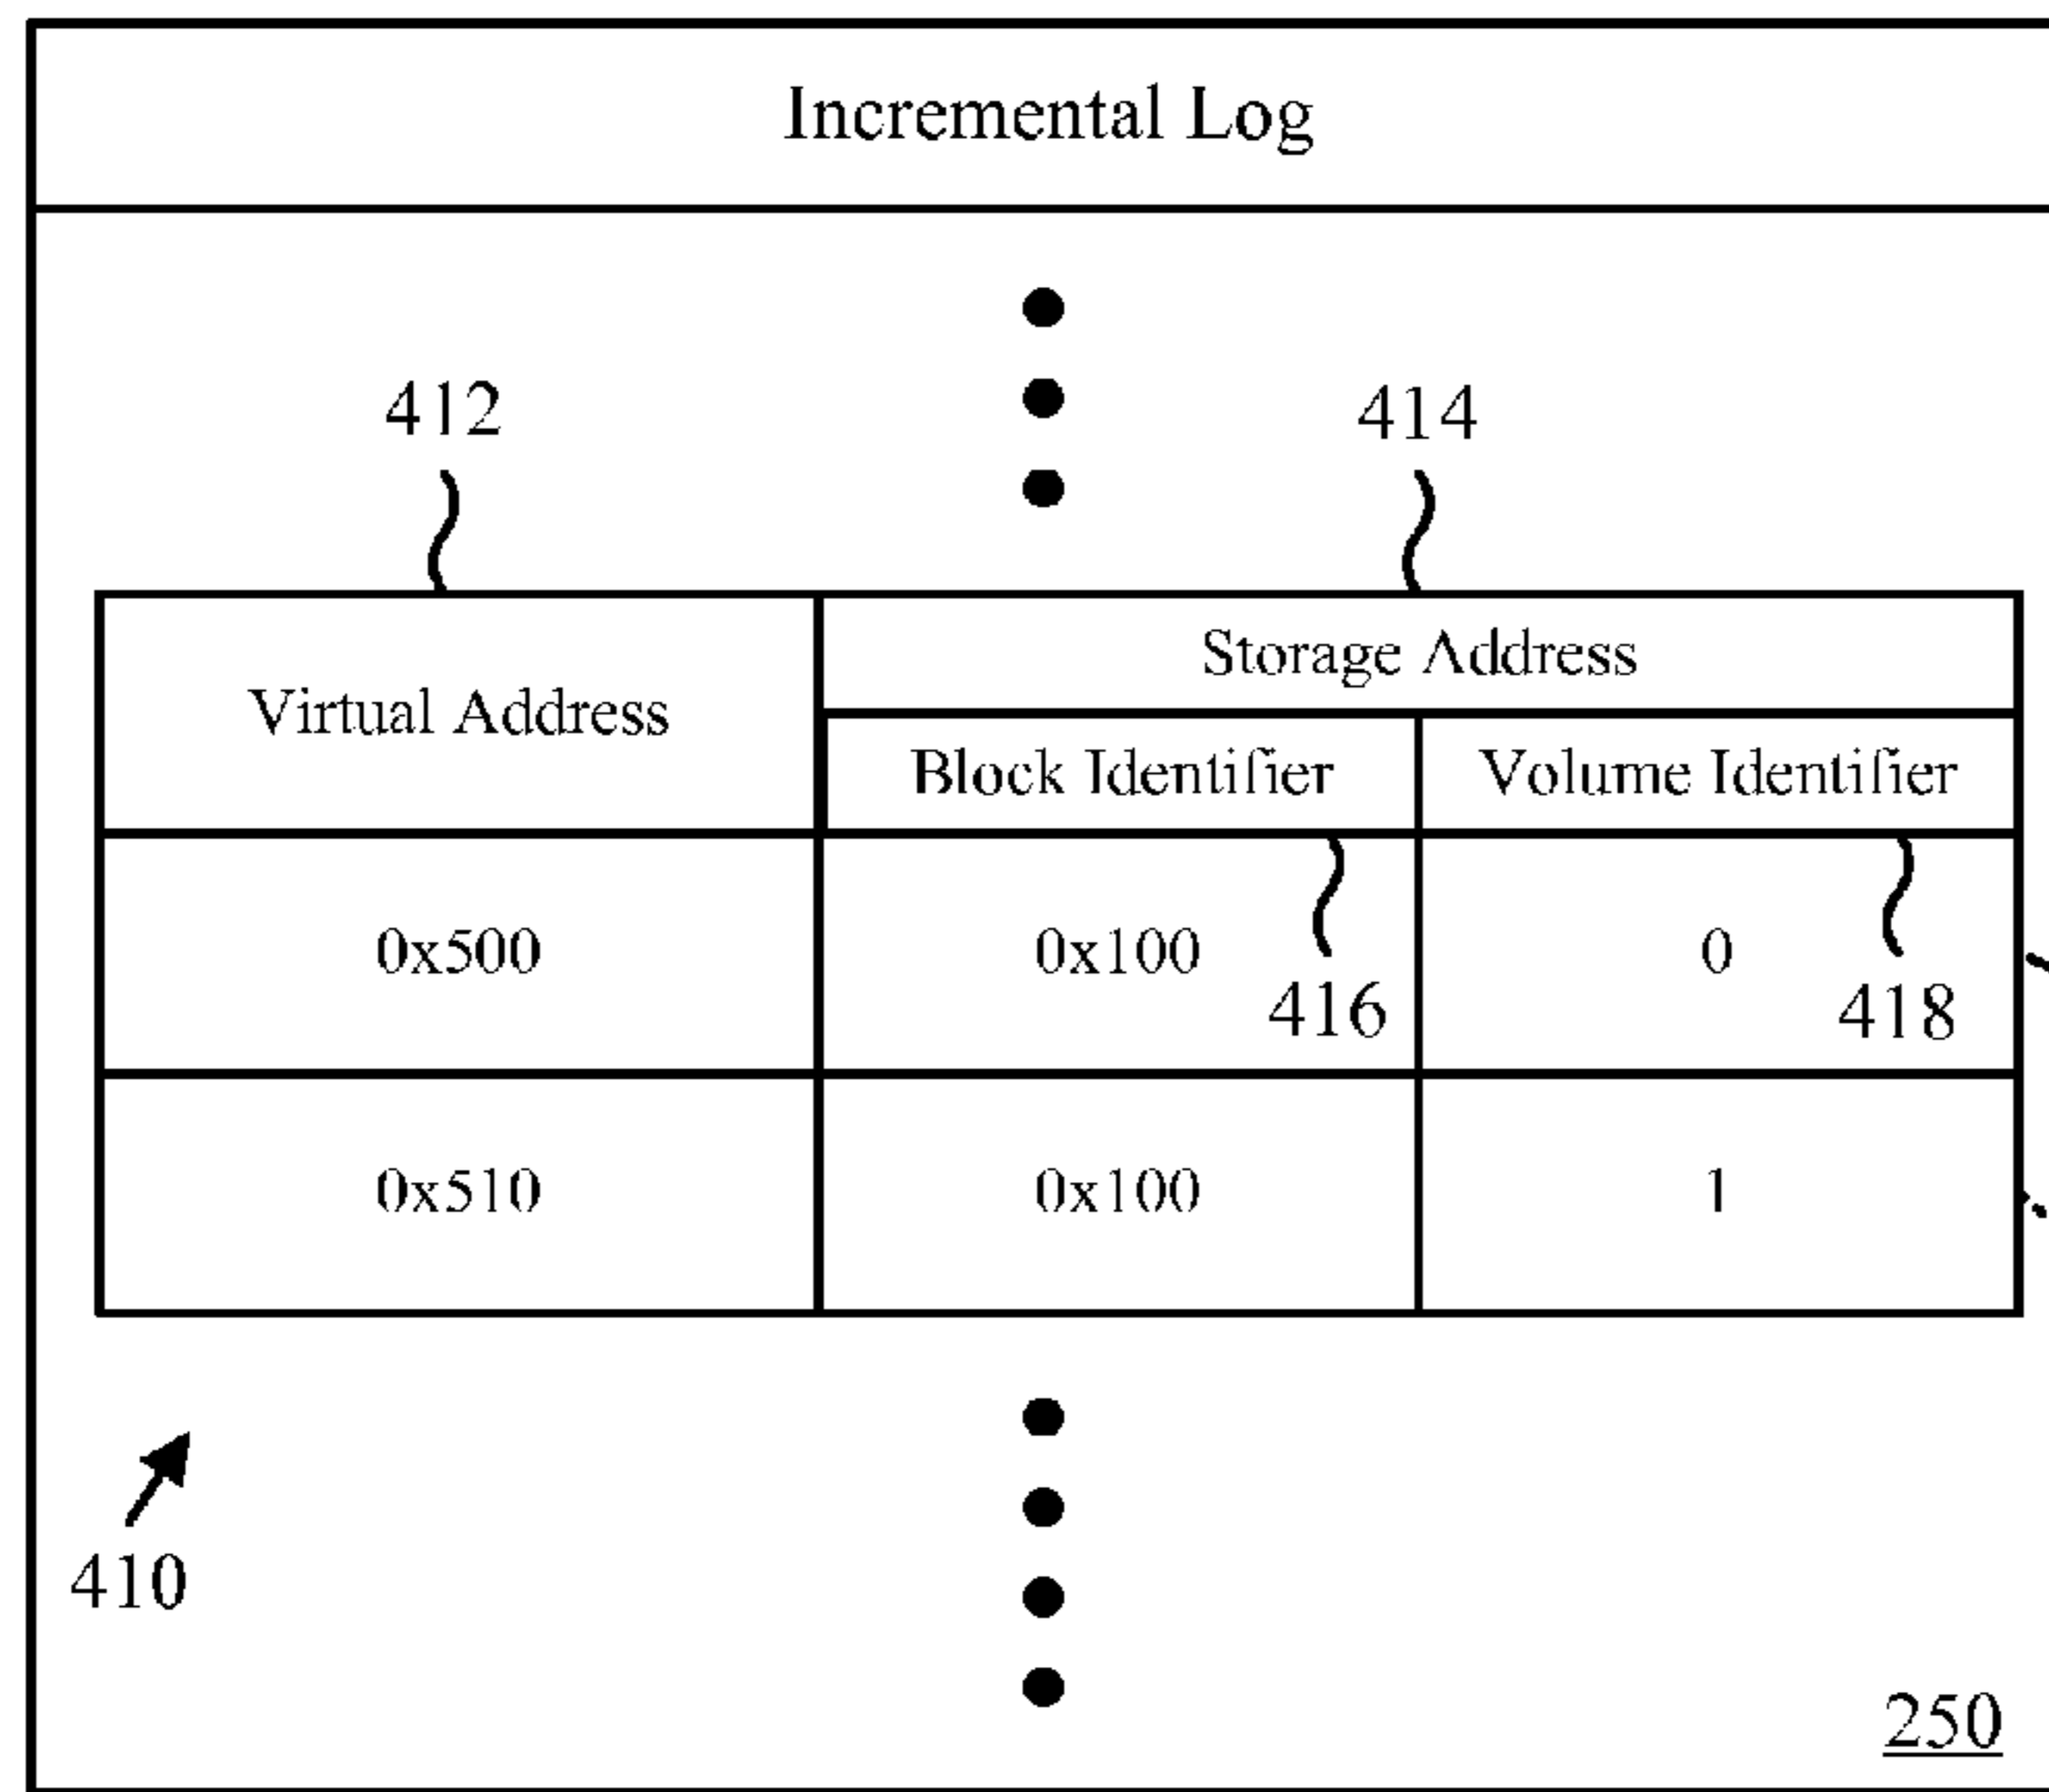 Incremental Log
412
414
Virtual Address
Storage Address
Block Identifier
Volume Identifier
0x500
0x100
0
416
418
0x510
0x100
1
410
250